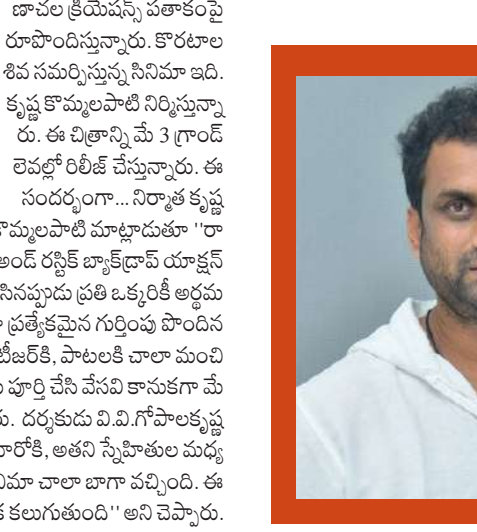 ణాచల క్రియేషన్స్ పతాకంపై
రూపొందిస్తున్నారు. కొరటాల
శివ సమర్పిస్తున్న సినిమా ఇది.
కృష్ణ కొమ్మలపాటి నిర్మిస్తున్నా
రు. ఈ చిత్రాన్ని మే 3 గ్రాండ్
లెవల్లో రిలీజ్ చేస్తున్నారు. ఈ
సందర్భంగా... నిర్మాత కృష్ణ
కొమ్మలపాటి మాట్లాడుతూ ''రా
అండ్ రస్టిక్ బ్యాక్‌డ్రాప్ యాక్షన్
సినప్పుడు ప్రతి ఒక్కరికీ అర్థమ
ప్రత్యేకమైన గుర్తింపు పొందిన
టీజర్‌కి, పాటలకి చాలా మంచి
పూర్తి చేసి వేసవి కానుకగా మే
రు. దర్శకుడు వి.వి.గోపాలకృష్ణ
హీరోకి, అతని స్నేహితుల మధ్య
నిమా చాలా బాగా వచ్చింది. ఈ
కలుగుతుంది'' అని చెప్పారు.